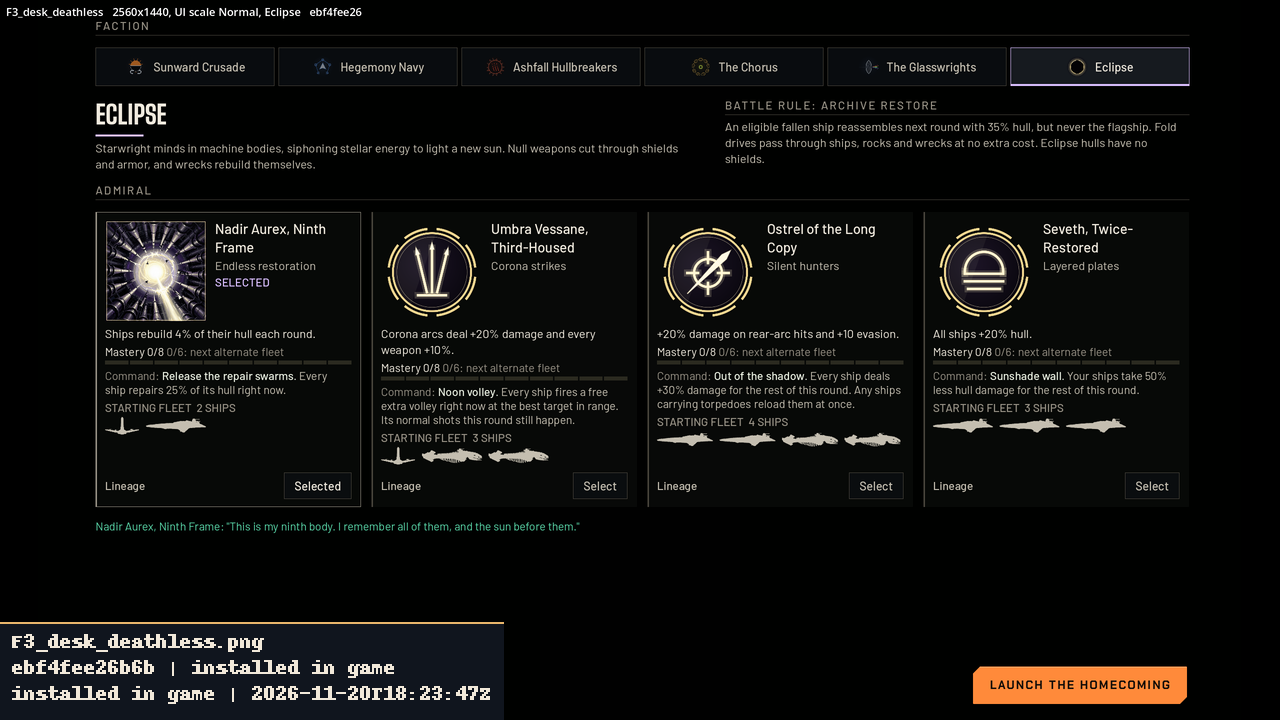 F3_desk_deathless 2560x1440, UI scale Normal, Eclipse ebf4fee26
FACTION
Sunward Crusade
Hegemony Navy
Ashfall Hullbreakers
The Chorus
The Glasswrights
Eclipse
ECLIPSE
Starwright minds in machine bodies, siphoning stellar energy to light a new sun. Null weapons cut through shields
and armor, and wrecks rebuild themselves.
BATTLE RULE: ARCHIVE RESTORE
An eligible fallen ship reassembles next round with 35% hull, but never the flagship. Fold
drives pass through ships, rocks and wrecks at no extra cost. Eclipse hulls have no
shields.
ADMIRAL
Nadir Aurex, Ninth
Frame
Endless restoration
SELECTED
Ships rebuild 4% of their hull each round.
Mastery 0/8 0/6: next alternate fleet
Command: Release the repair swarms. Every
ship repairs 25% of its hull right now.
STARTING FLEET 2 SHIPS
Lineage
Selected
Umbra Vessane,
Third-Housed
Corona strikes
Corona arcs deal +20% damage and every
weapon +10%.
Mastery 0/8 0/6: next alternate fleet
Command: Noon volley. Every ship fires a free
extra volley right now at the best target in range.
Its normal shots this round still happen.
STARTING FLEET 3 SHIPS
Lineage
Select
Ostrel of the Long
Copy
Silent hunters
+20% damage on rear-arc hits and +10 evasion.
Mastery 0/8 0/6: next alternate fleet
Command: Out of the shadow. Every ship deals
+30% damage for the rest of this round. Any ships
carrying torpedoes reload them at once.
STARTING FLEET 4 SHIPS
Lineage
Select
Seveth, Twice-
Restored
Layered plates
All ships +20% hull.
Mastery 0/8 0/6: next alternate fleet
Command: Sunshade wall. Your ships take 50%
less hull damage for the rest of this round.
STARTING FLEET 3 SHIPS
Lineage
Select
Nadir Aurex, Ninth Frame: "This is my ninth body. I remember all of them, and the sun before them."
F3_desk_deathless.png
ebf4fee26b6b | installed in game
installed in game | 2026-11-20T18:23:47Z
LAUNCH THE HOMECOMING